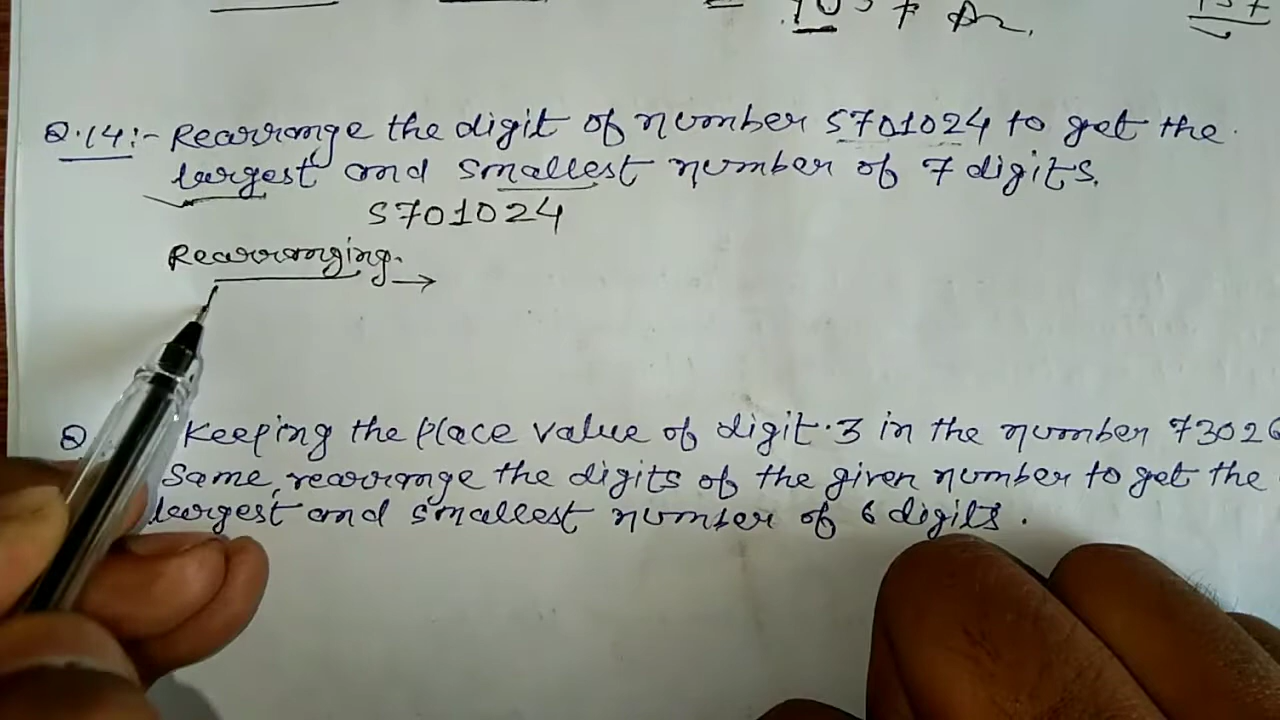 Q.14:- Rearrange the digit of number 5701024 to get the
largest and smallest number of 7 digits.
5701024
Rearranging. →
Q Keeping the place value of digit 3 in the number 73026
Same, rearrange the digits of the given number to get the
largest and smallest number of 6 digits.